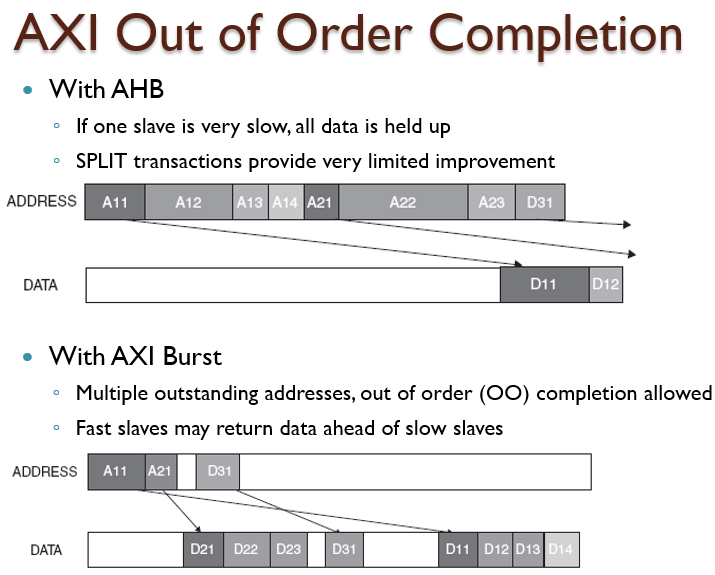 AXI Out of Order Completion
• With AHB
◦ If one slave is very slow, all data is held up
◦ SPLIT transactions provide very limited improvement
ADDRESS A11 A12 A13 A14 A21 A22 A23 D31
DATA D11 D12
• With AXI Burst
◦ Multiple outstanding addresses, out of order (OO) completion allowed
◦ Fast slaves may return data ahead of slow slaves
ADDRESS A11 A21 D31
DATA D21 D22 D23 D31 D11 D12 D13 D14